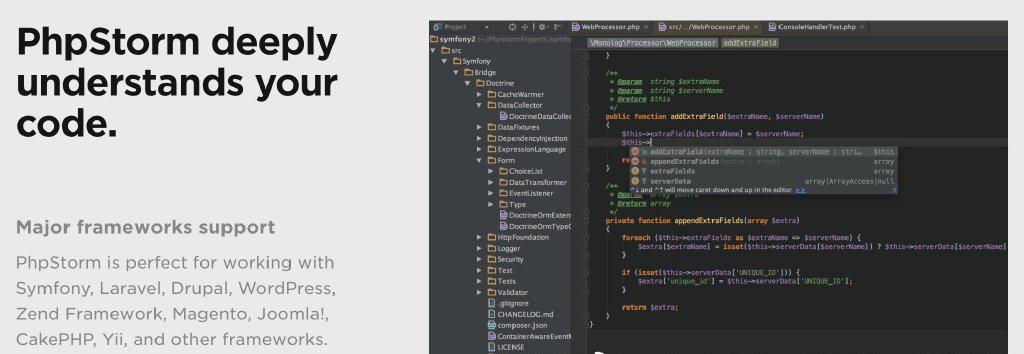 PhpStorm deeply
understands your
code.
Major frameworks support
PhpStorm is perfect for working with
Symfony, Laravel, Drupal, WordPress,
Zend Framework, Magento, Joomla!,
CakePHP, Yii, and other frameworks.
Project
symfony2 (~/PhpstormProjects/symfo
src
Symfony
Bridge
Doctrine
CacheWarmer
DataCollector
DoctrineDataCollec
DataFixtures
DependencyInjection
ExpressionLanguage
Form
ChoiceList
DataTransformer
EventListener
Type
DoctrineOrmExten
DoctrineOrmTypeG
HttpFoundation
Logger
Security
Test
Tests
Validator
.gitignore
CHANGELOG.md
composer.json
ContainerAwareEventM
LICENSE
WebProcessor.php src/.../WebProcessor.php ConsoleHandlerTest.php
\Monolog\Processor\WebProcessor addExtraField
}
/**
* @param string $extraName
* @param string $serverName
* @return $this
*/
public function addExtraField($extraName, $serverName)
{
$this->extraFields[$extraName] = $serverName;
$this->
addExtraField(extraName : string, serverName : stri... $this
appendExtraFields(extra : array) array
extraFields array
serverData array|ArrayAccess|null
^↓ and ^↑ will move caret down and up in the editor >> π
re
}
/**
* @param array $extra
* @return array
*/
private function appendExtraFields(array $extra)
{
foreach ($this->extraFields as $extraName => $serverName) {
$extra[$extraName] = isset($this->serverData[$serverName]) ? $this->serverData[$serverName]
}
if (isset($this->serverData['UNIQUE_ID'])) {
$extra['unique_id'] = $this->serverData['UNIQUE_ID'];
}
return $extra;
}
}